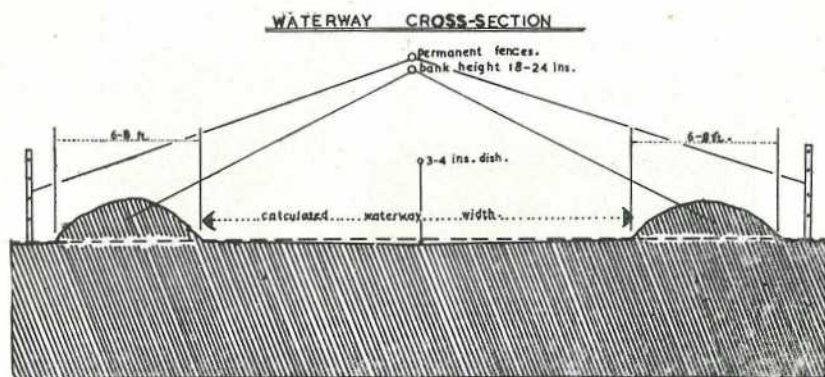 WATERWAY CROSS-SECTION
permanent fences.
bank height 18-24 ins.
6-8 ft.
6-8 ft.
3-4 ins. dish.
calculated waterway width.